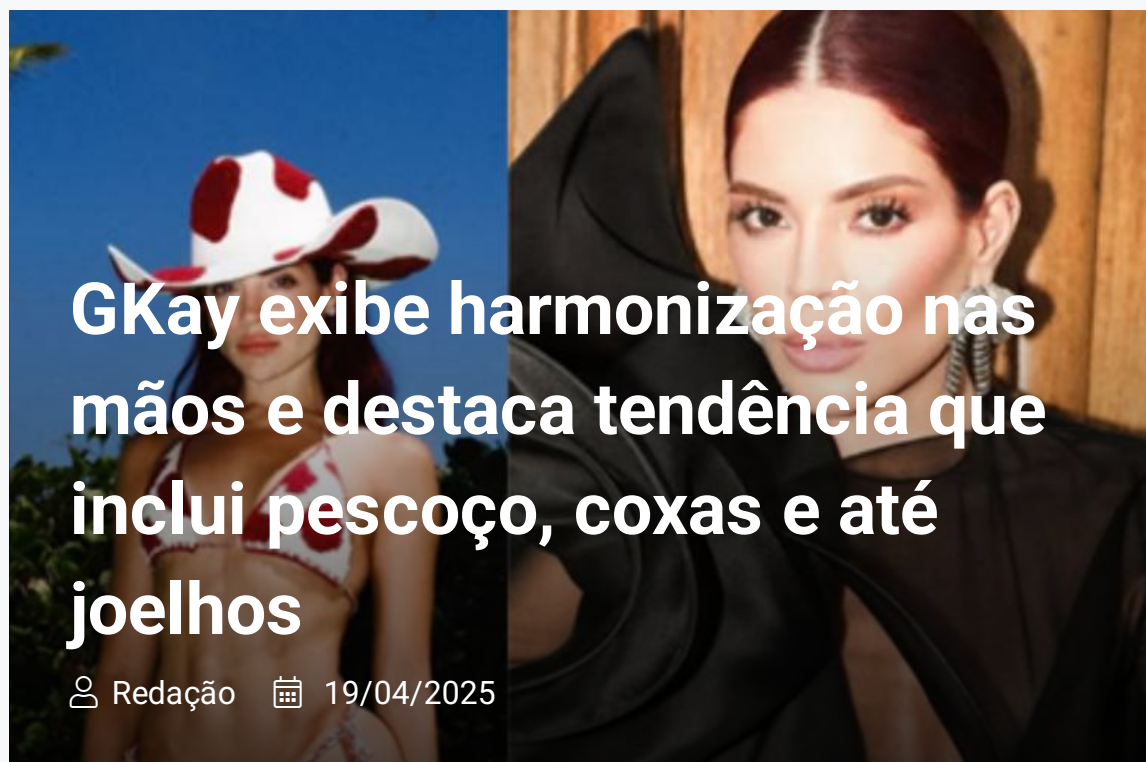 GKay exibe harmonização nas
mãos e destaca tendência que
inclui pescoço, coxas e até
joelhos
Redação 19/04/2025